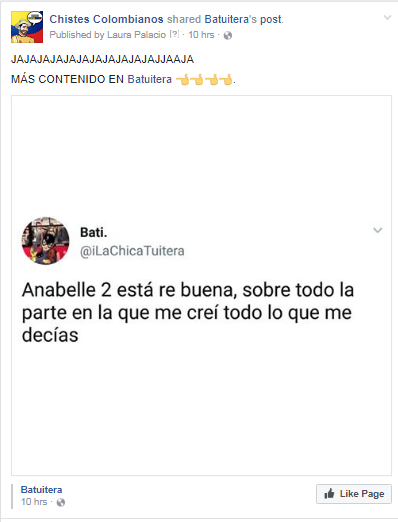 Chistes Colombianos shared Batuitera's post.
Published by Laura Palacio [?] · 10 hrs ·
JAJAJAJAJAJAJAJAJAJAJAJJAAJA
MÁS CONTENIDO EN Batuitera 👈👈👈👈.
Bati.
@iLaChicaTuitera
Anabelle 2 está re buena, sobre todo la
parte en la que me creí todo lo que me
decías
Batuitera
10 hrs ·
Like Page